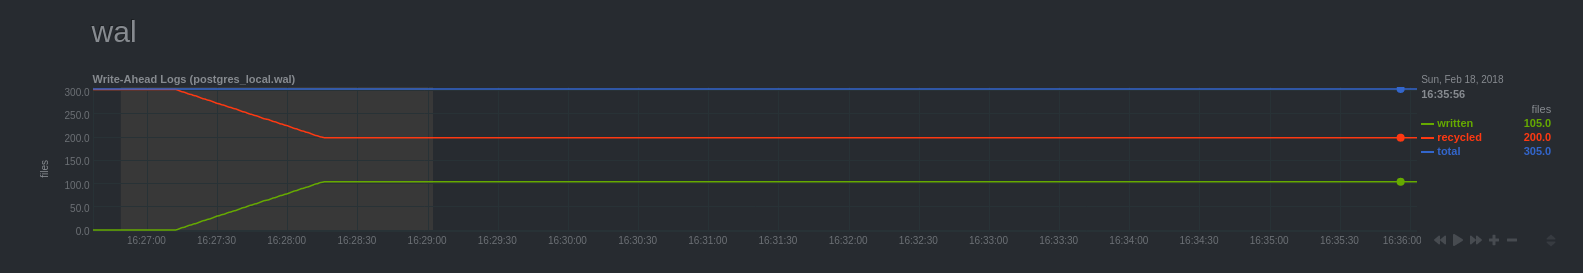 wal
Write-Ahead Logs (postgres_local.wal)
Sun, Feb 18, 2018
16:35:56
files
written 105.0
recycled 200.0
total 305.0
files
300.0
250.0
200.0
150.0
100.0
50.0
0.0
16:27:00 16:27:30 16:28:00 16:28:30 16:29:00 16:29:30 16:30:00 16:30:30 16:31:00 16:31:30 16:32:00 16:32:30 16:33:00 16:33:30 16:34:00 16:34:30 16:35:00 16:35:30 16:36:00